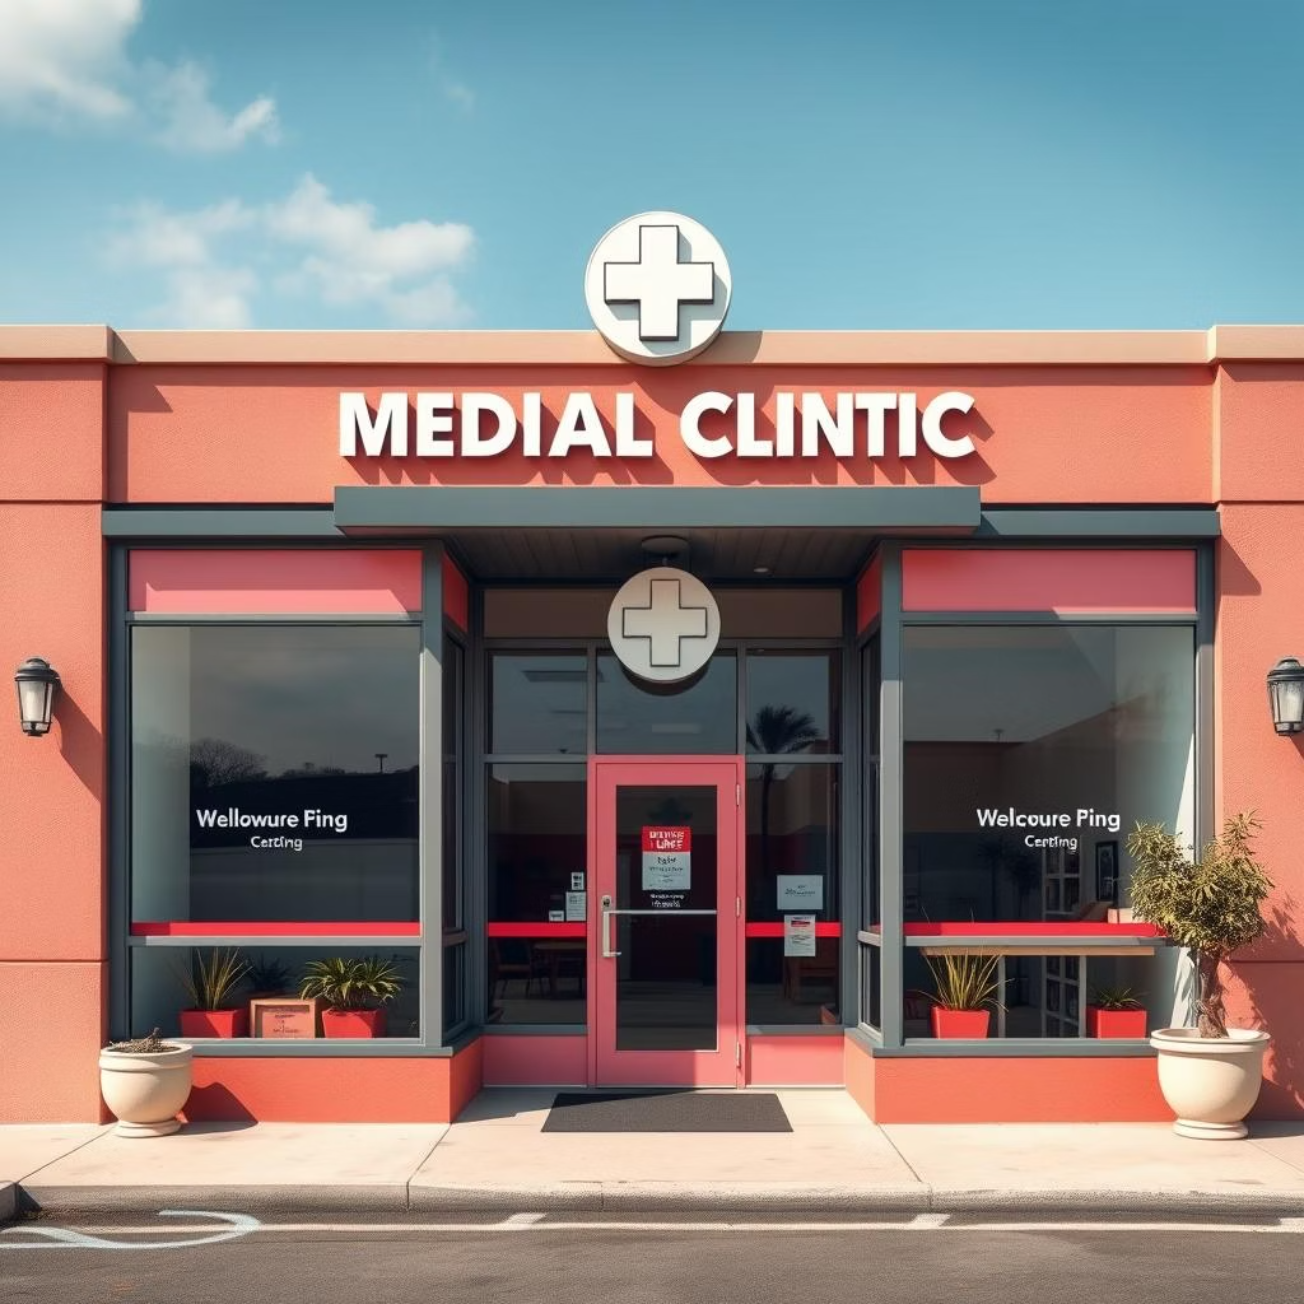 MEDIAL CLINTIC
Wellowure Fing
Certing
Welcoure Ping
Certing